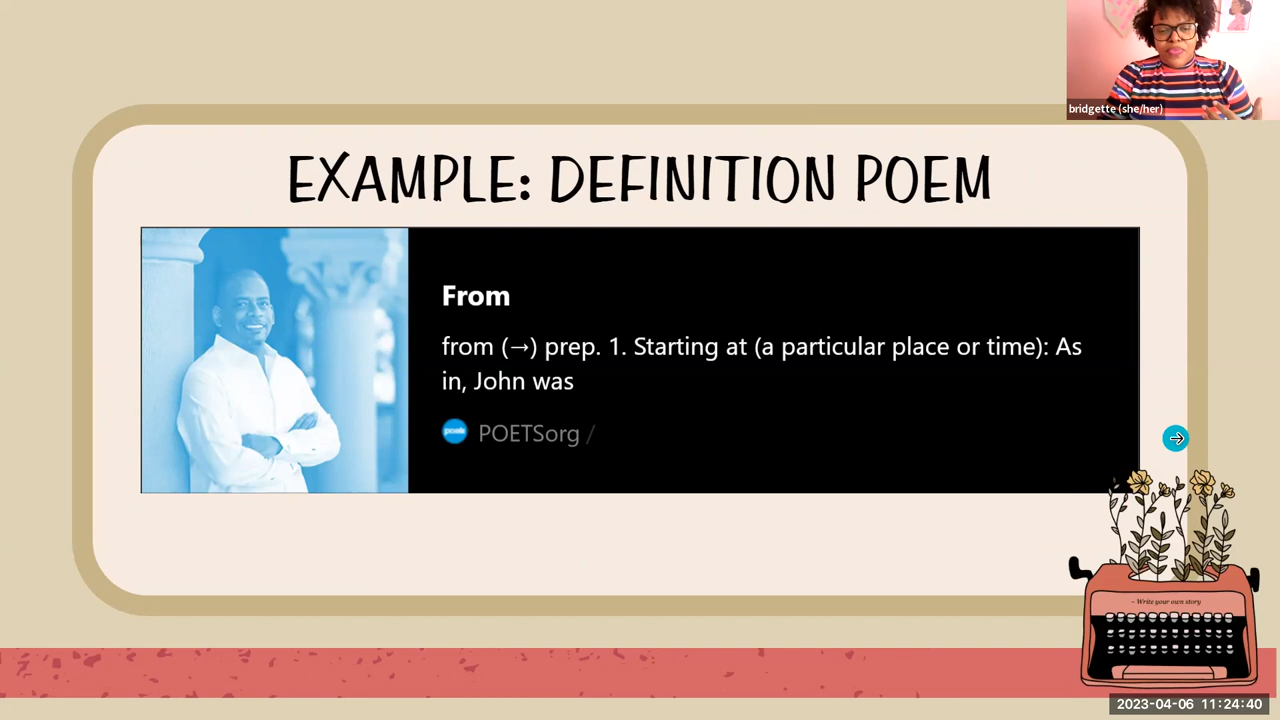 bridgette (she/her)
EXAMPLE: DEFINITION POEM
From
from (→) prep. 1. Starting at (a particular place or time): As
in, John was
poets
POETSorg /
~ Write your own story
2023-04-06 11:24:40